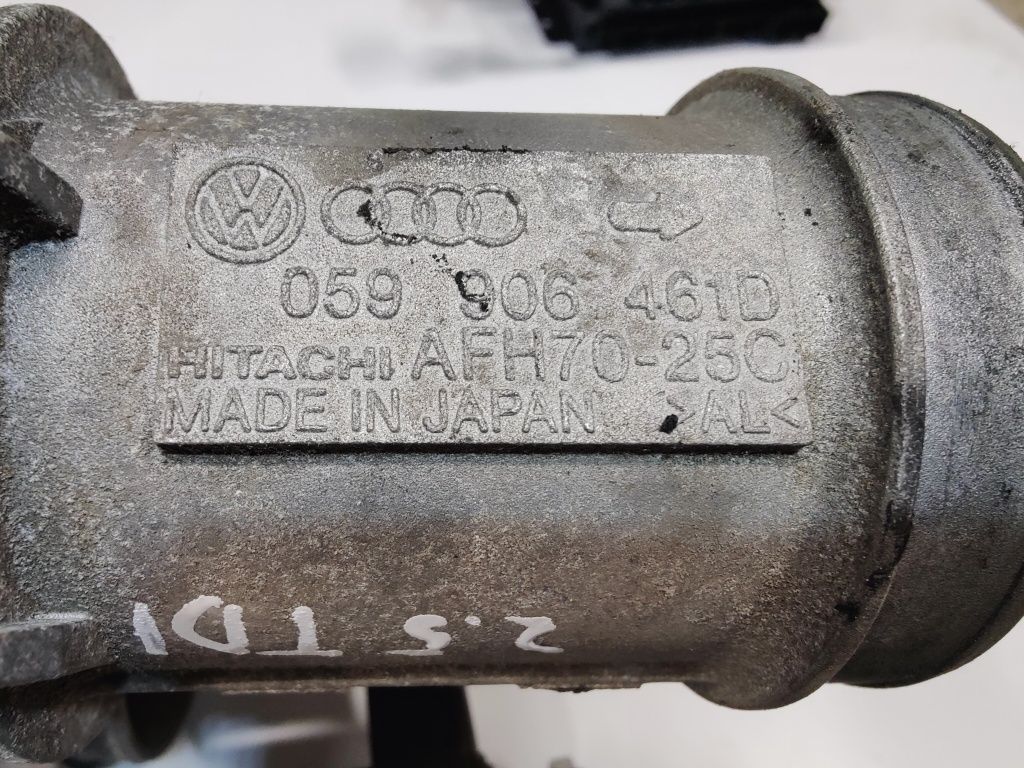 059 906 461D
HITACHI AFH70-25C
MADE IN JAPAN >AL<
2.5 TDI